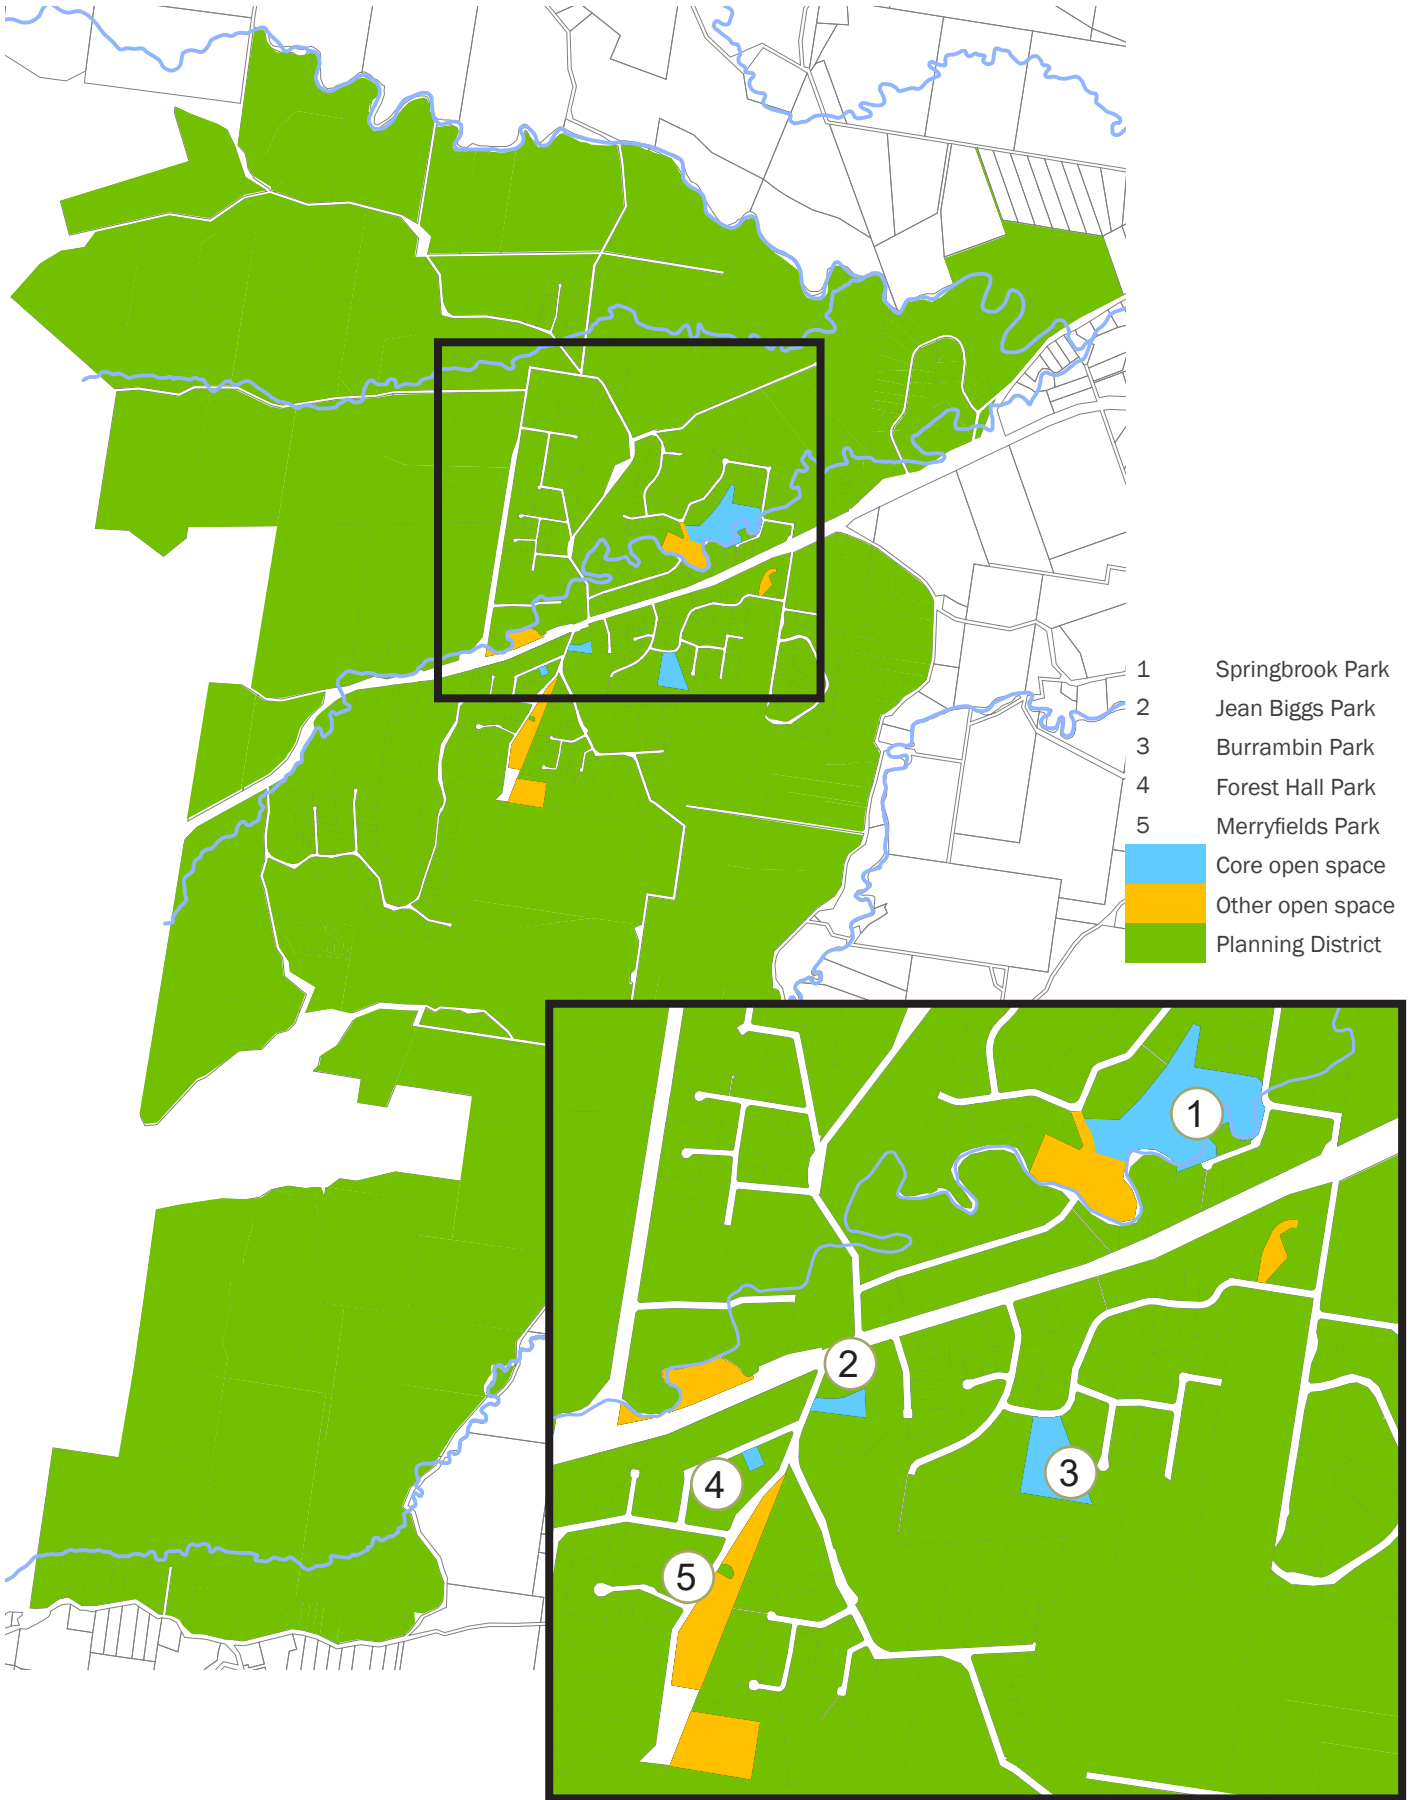 1 Springbrook Park
2 Jean Biggs Park
3 Burrambin Park
4 Forest Hall Park
5 Merryfields Park
Core open space
Other open space
Planning District
1
2
3
4
5